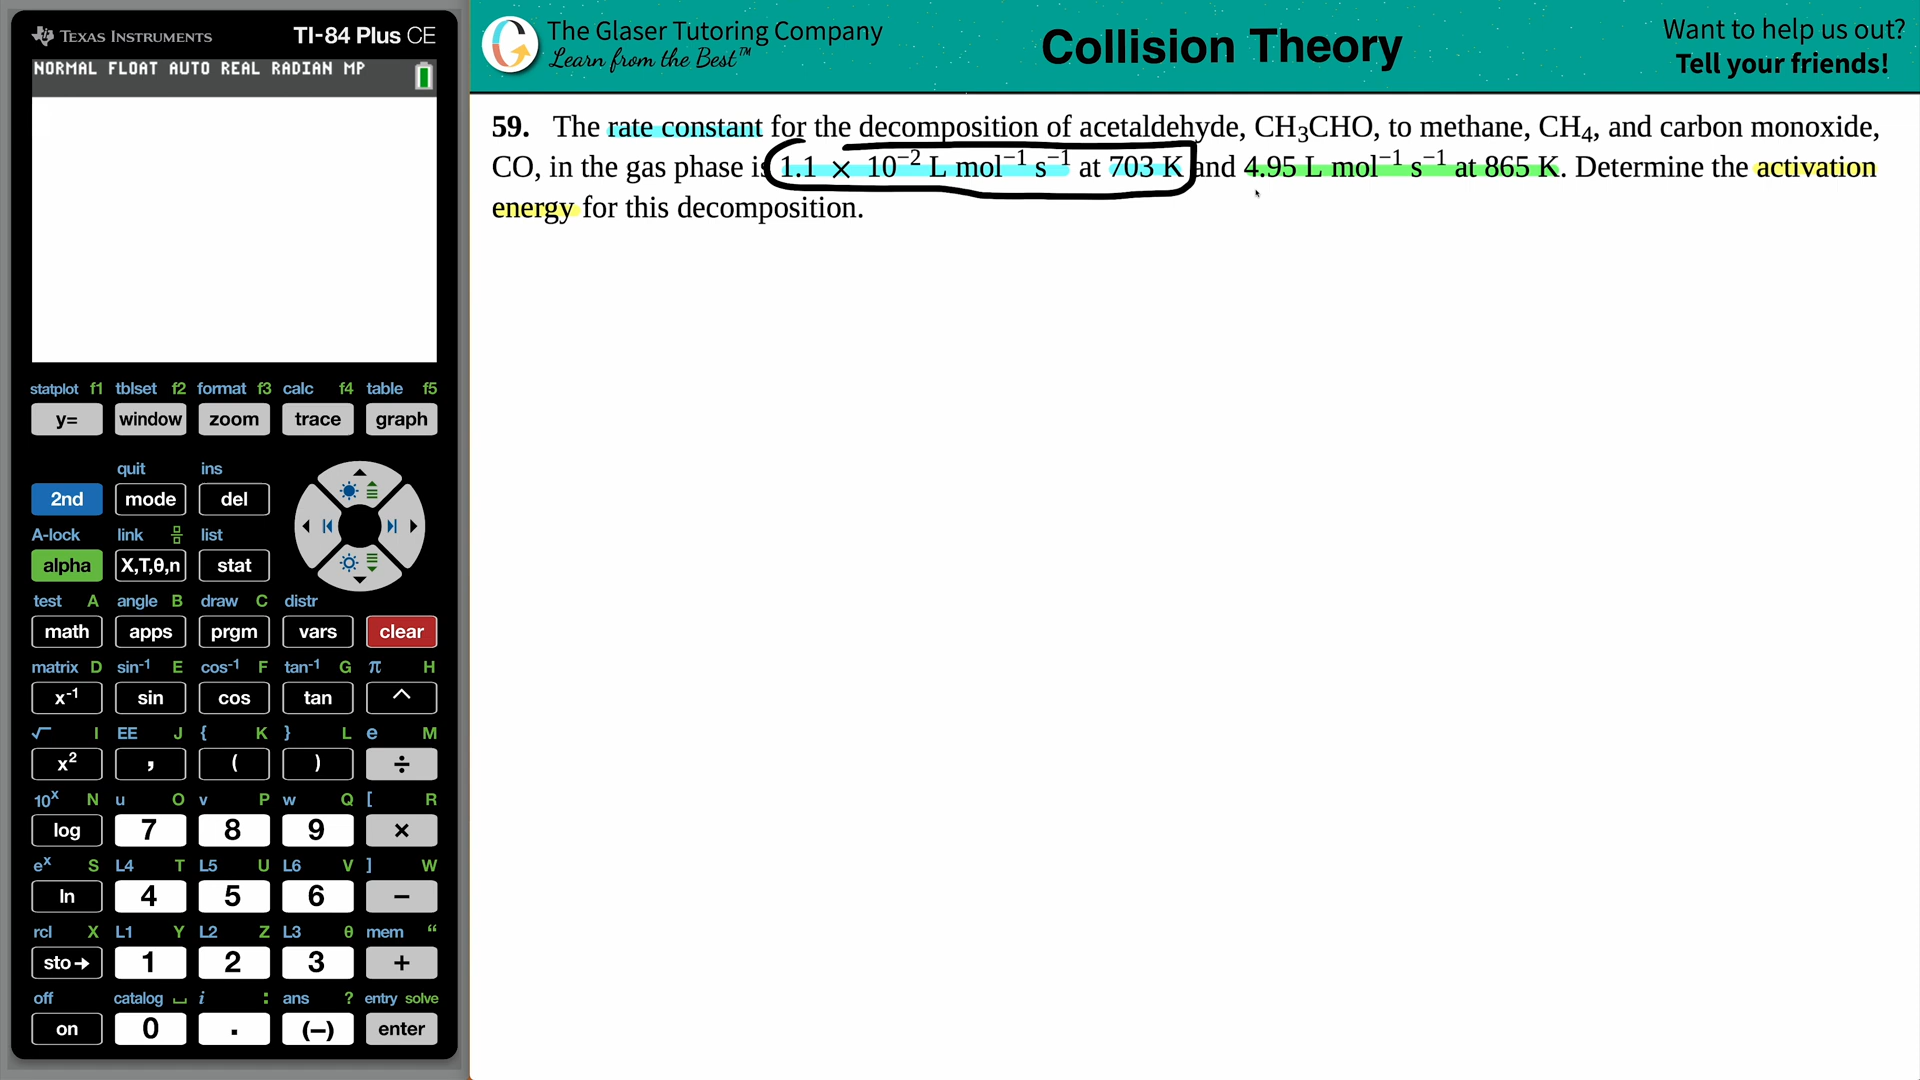 TEXAS INSTRUMENTS TI-84 Plus CE
NORMAL FLOAT AUTO REAL RADIAN MP
statplot f1 tblset f2 format f3 calc f4 table f5
y= window zoom trace graph
quit ins
2nd mode del
A-lock link list
alpha X,T,θ,n stat
test A angle B draw C distr
math apps prgm vars clear
matrix D sin⁻¹ E cos⁻¹ F tan⁻¹ G π H
x⁻¹ sin cos tan ^
√ I EE J { K } L e M
x² , ( ) ÷
10ˣ N u O v P w Q [ R
log 7 8 9 ×
eˣ S L4 T L5 U L6 V ] W
ln 4 5 6 −
rcl X L1 Y L2 Z L3 θ mem “
sto→ 1 2 3 +
off catalog ⎵ i : ans ? entry solve
on 0 . (−) enter
The Glaser Tutoring Company
Learn from the Best™
Collision Theory
Want to help us out?
Tell your friends!
59. The rate constant for the decomposition of acetaldehyde, CH₃CHO, to methane, CH₄, and carbon monoxide,
CO, in the gas phase is 1.1 × 10⁻² L mol⁻¹ s⁻¹ at 703 K and 4.95 L mol⁻¹ s⁻¹ at 865 K. Determine the activation
energy for this decomposition.